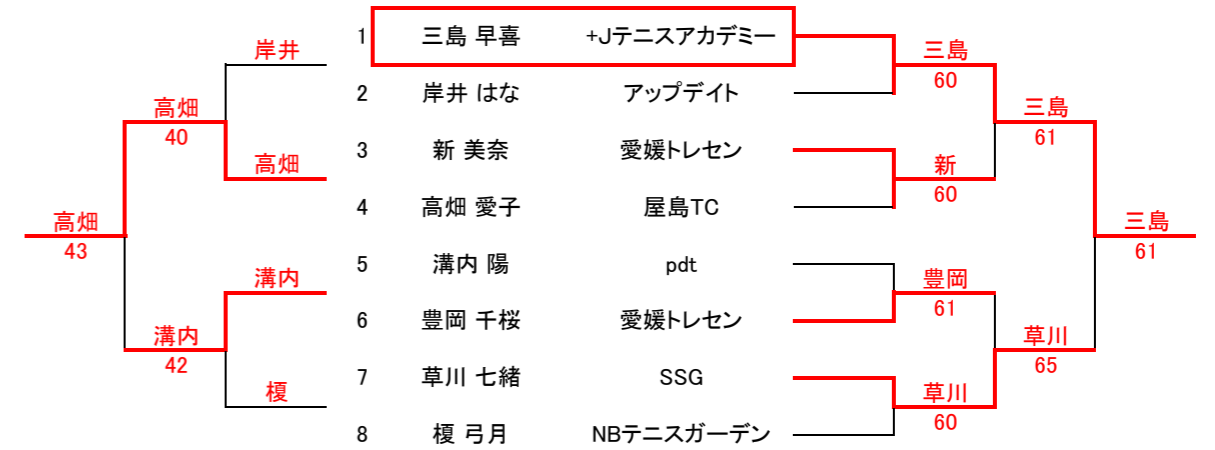 1 三島 早喜 +Jテニスアカデミー
岸井
三島
60
2 岸井 はな アップデイト
高畑
40
三島
61
3 新 美奈 愛媛トレセン
高畑
新
60
4 高畑 愛子 屋島TC
高畑
43
三島
61
5 溝内 陽 pdt
溝内
豊岡
61
6 豊岡 千桜 愛媛トレセン
溝内
42
草川
65
7 草川 七緒 SSG
榎
草川
60
8 榎 弓月 NBテニスガーデン